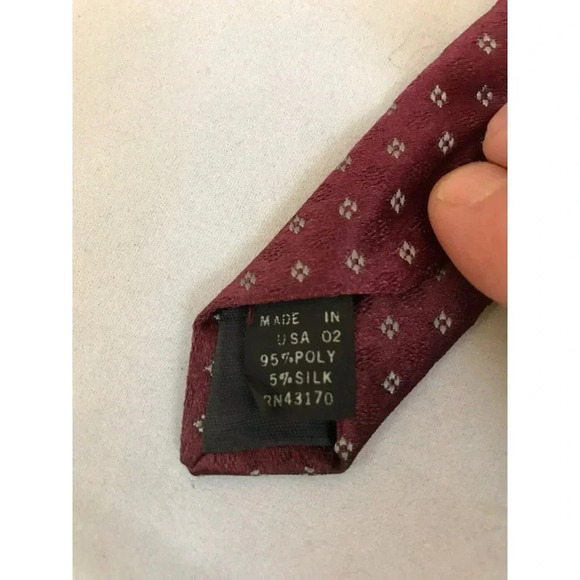 MADE IN
USA 02
95%POLY
5%SILK
RN43170